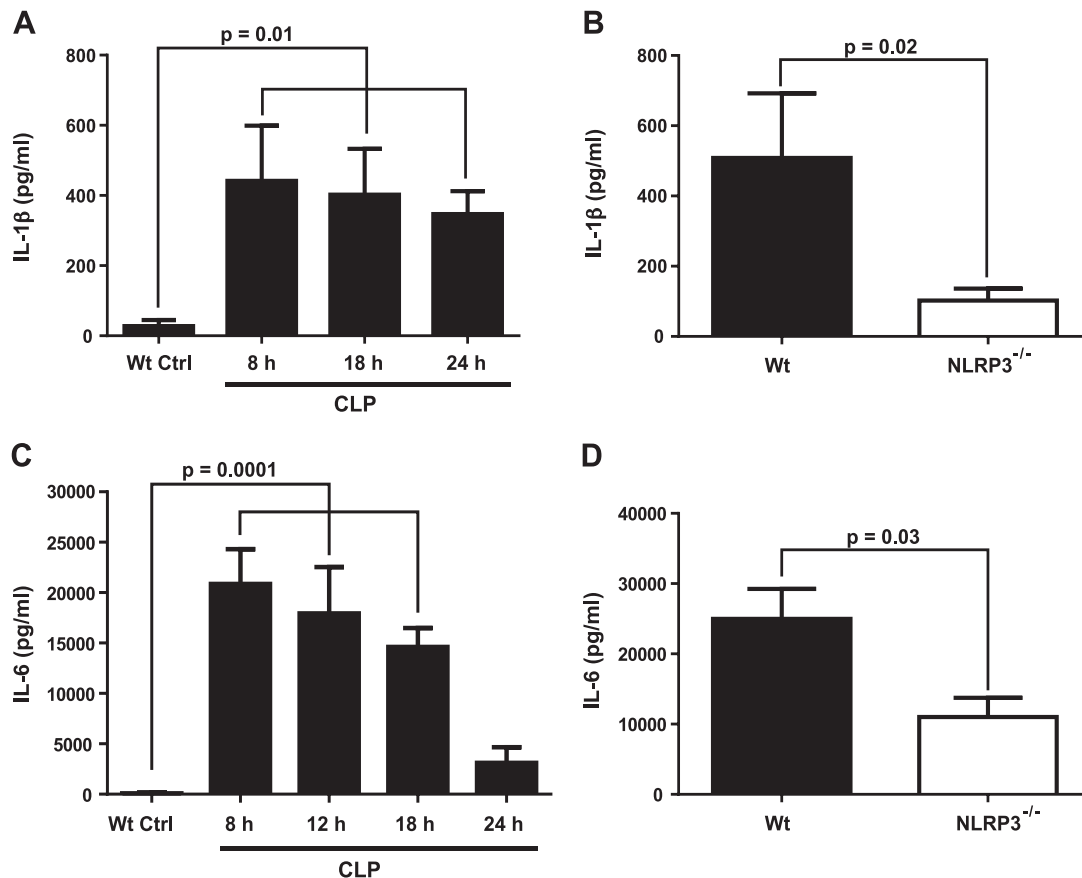 A
p = 0.01
800
600
400
200
0
IL-1β (pg/ml)
Wt Ctrl 8 h 18 h 24 h
CLP
B
p = 0.02
800
600
400
200
0
IL-1β (pg/ml)
Wt NLRP3-/-
C
p = 0.0001
30000
25000
20000
15000
10000
5000
0
IL-6 (pg/ml)
Wt Ctrl 8 h 12 h 18 h 24 h
CLP
D
p = 0.03
40000
30000
20000
10000
0
IL-6 (pg/ml)
Wt NLRP3-/-